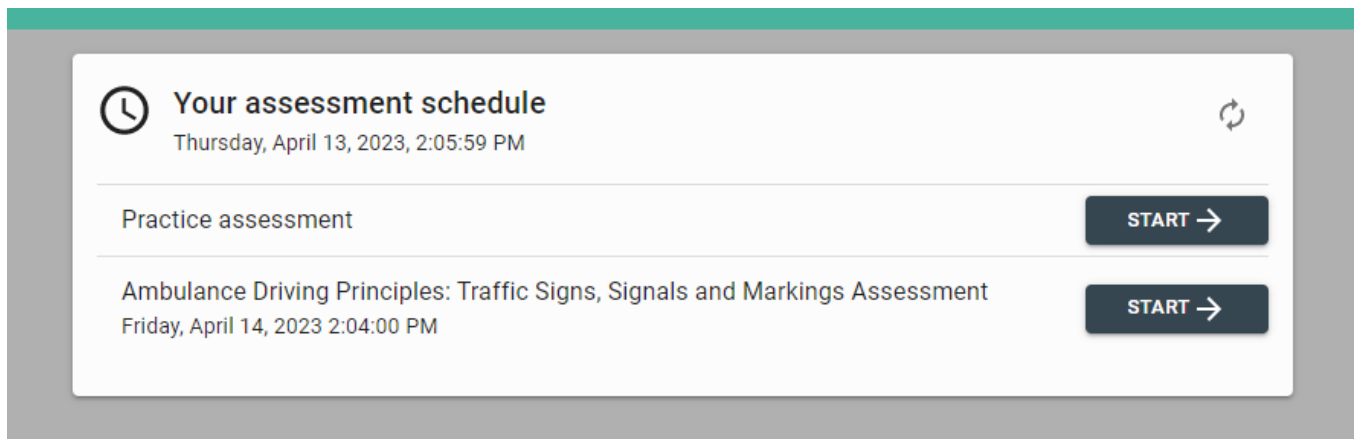 Your assessment schedule
Thursday, April 13, 2023, 2:05:59 PM
Practice assessment
START
Ambulance Driving Principles: Traffic Signs, Signals and Markings Assessment
Friday, April 14, 2023 2:04:00 PM
START